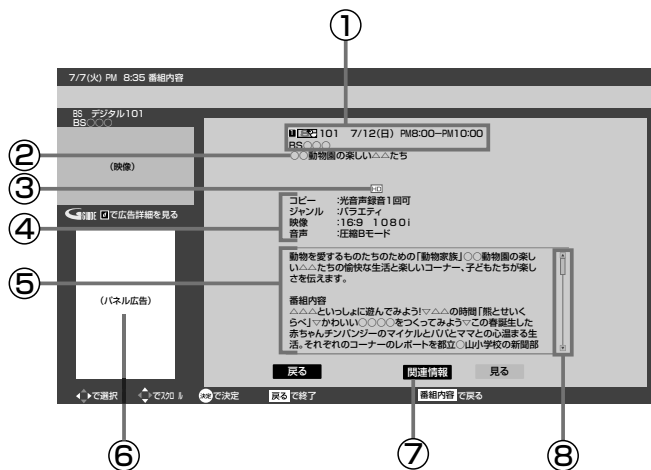 ①
7/7(火) PM 8:35 番組内容
BS デジタル101
BS○○○
101 7/12(日) PM8:00−PM10:00
BS○○○
②
○○動物園の楽しい△△たち
(映像)
③
HD
コピー :光音声録音1回可
ジャンル :バラエティ
映像 :16:9 1080i
音声 :圧縮Bモード
④
GGUIDE dで広告詳細を見る
⑤
動物を愛するものたちのための「動物家族」○○動物園の楽し
い△△たちの愉快な生活と楽しいコーナー、子どもたちが楽し
さを伝えます。
番組内容
△△△といっしょに遊んでみよう!▽△△の時間「熊とせいく
らべ」▽かわいい○○○○をつくってみよう▽この春誕生した
赤ちゃんチンパンジーのマイケルとパパとママとの心温まる生
活。それぞれのコーナーのレポートを都立○山小学校の新聞部
(パネル広告)
戻る
関連情報
見る
で選択
でスクロール
決定で決定
戻るで終了
番組内容で戻る
⑥
⑦
⑧